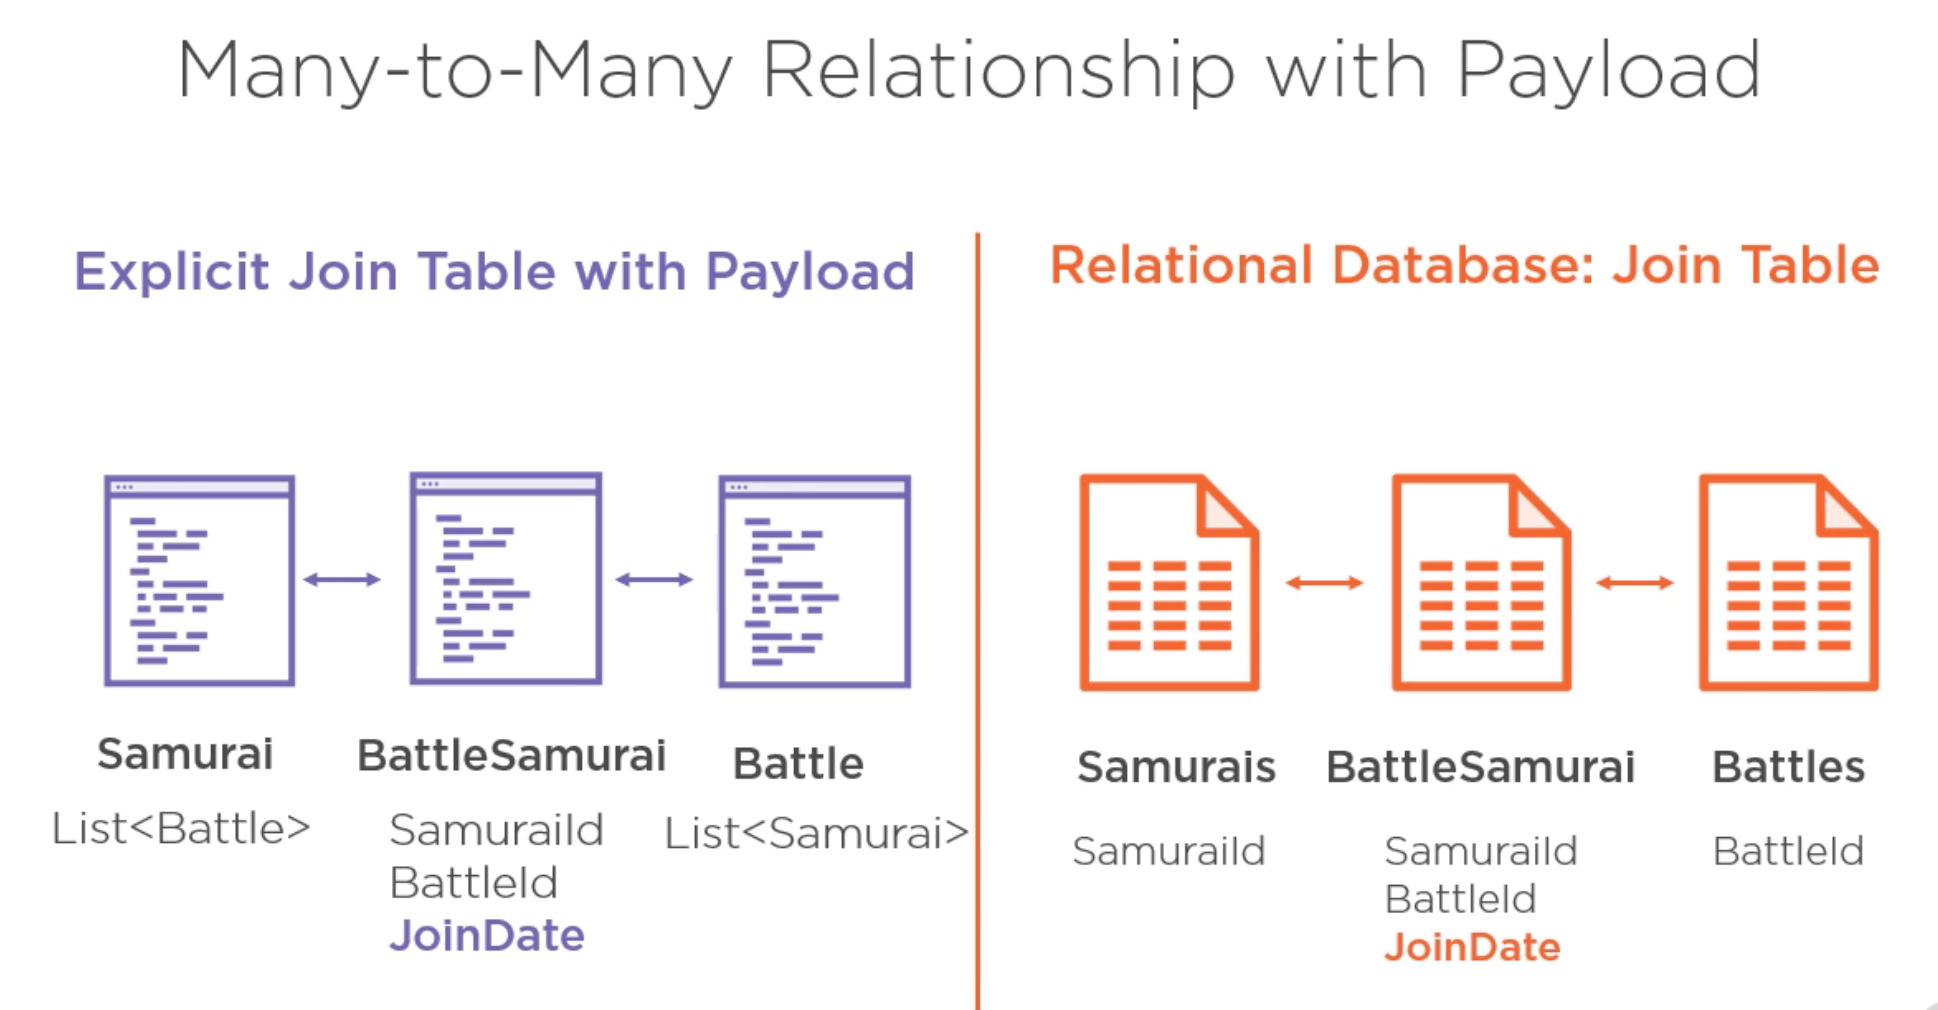 Many-to-Many Relationship with Payload
Explicit Join Table with Payload
Samurai
List<Battle>
BattleSamurai
SamuraiId
BattleId
JoinDate
Battle
List<Samurai>
Relational Database: Join Table
Samurais
SamuraiId
BattleSamurai
SamuraiId
BattleId
JoinDate
Battles
BattleId